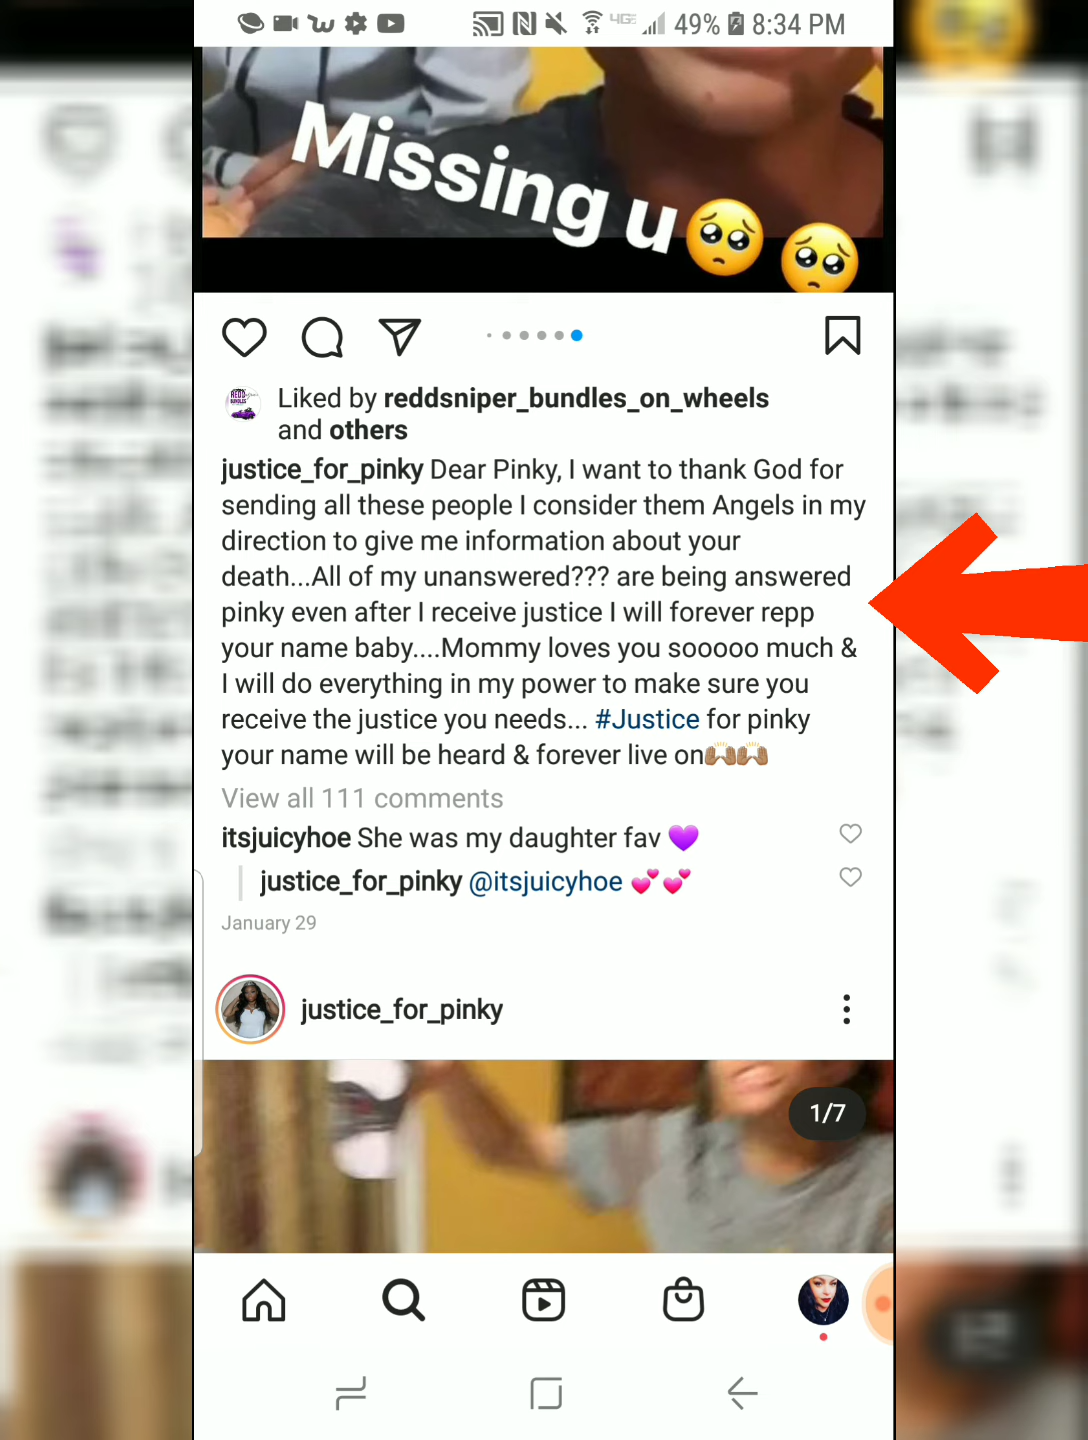 4G 49% 8:34 PM
Missing u🥺🥺
Liked by reddsniper_bundles_on_wheels
and others
justice_for_pinky Dear Pinky, I want to thank God for
sending all these people I consider them Angels in my
direction to give me information about your
death...All of my unanswered??? are being answered
pinky even after I receive justice I will forever repp
your name baby....Mommy loves you sooooo much &
I will do everything in my power to make sure you
receive the justice you needs... #Justice for pinky
your name will be heard & forever live on🙌🏽🙌🏽
View all 111 comments
itsjuicyhoe She was my daughter fav 💜
justice_for_pinky @itsjuicyhoe 💕💕
January 29
justice_for_pinky
1/7